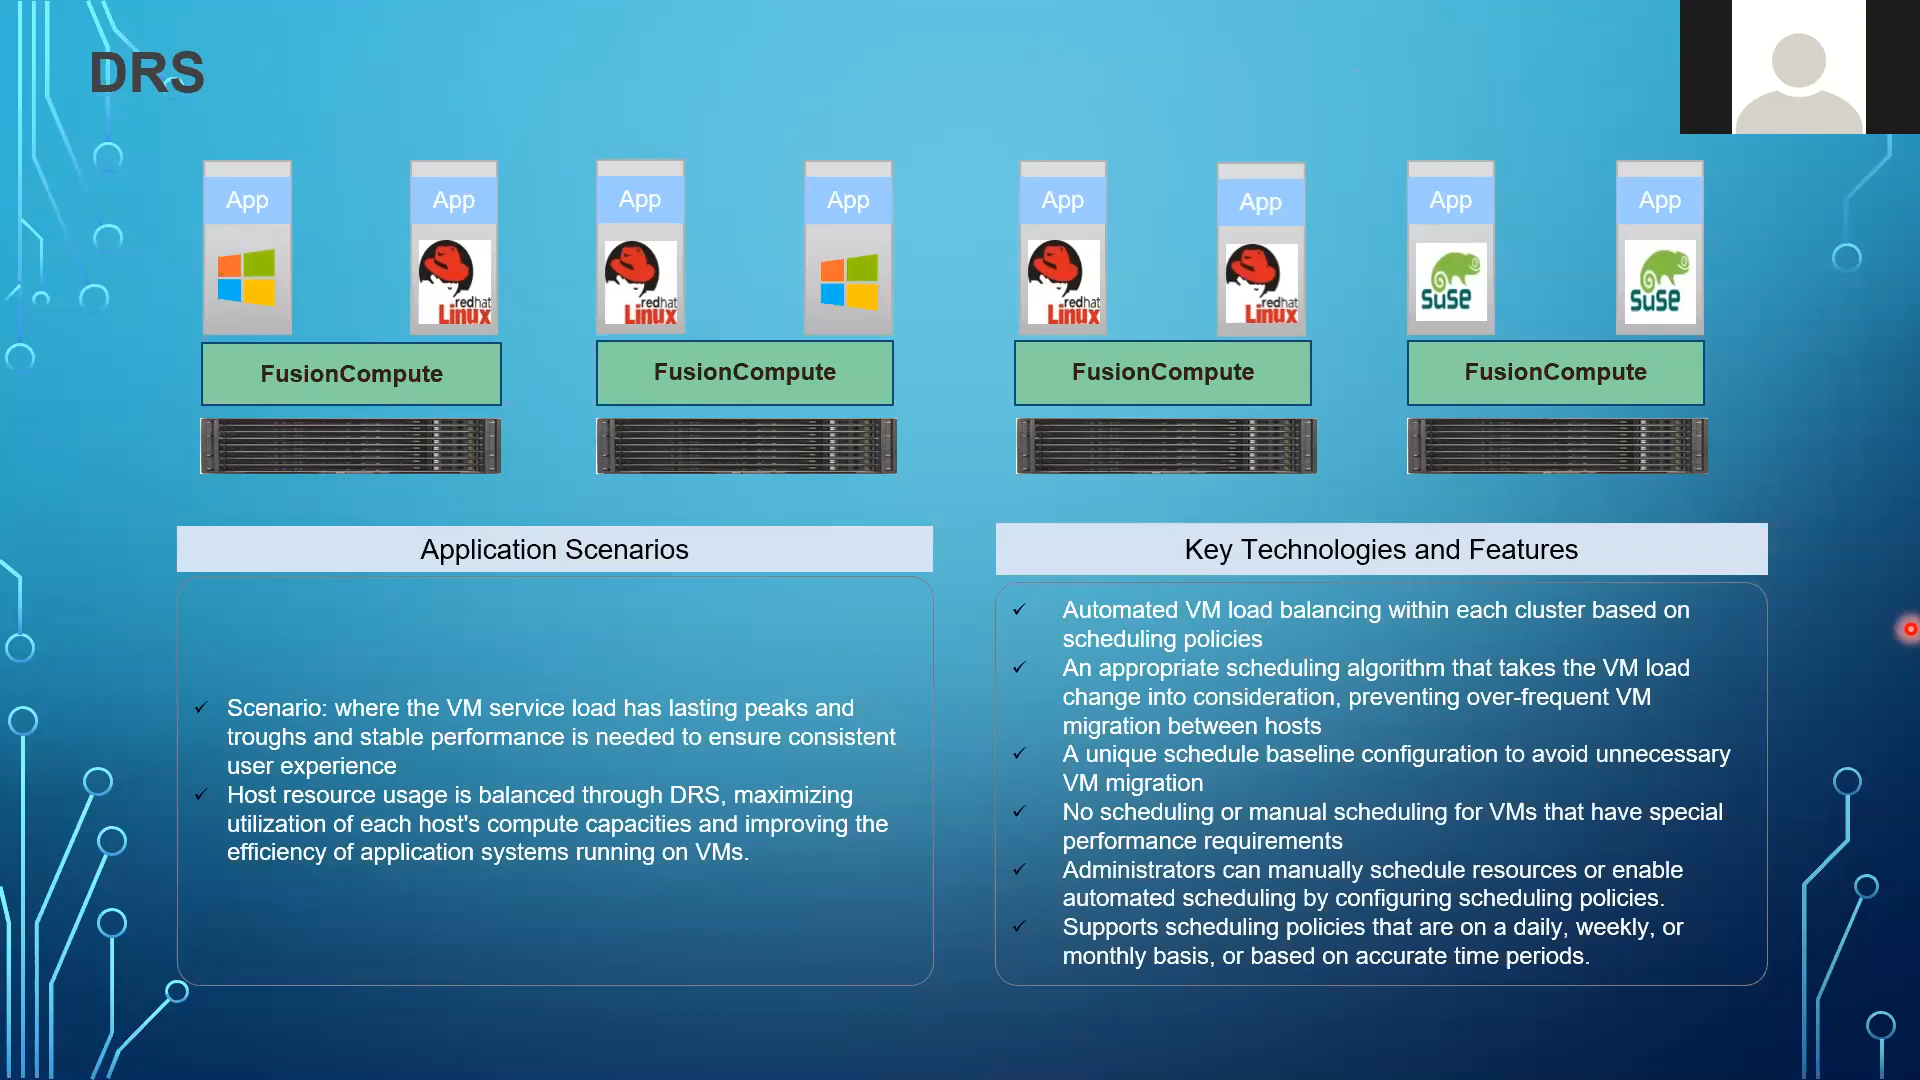 DRS
App
App
App
App
App
App
App
App
redhat
Linux
redhat
Linux
redhat
Linux
redhat
Linux
suse
suse
FusionCompute
FusionCompute
FusionCompute
FusionCompute
Application Scenarios
Scenario: where the VM service load has lasting peaks and
troughs and stable performance is needed to ensure consistent
user experience
Host resource usage is balanced through DRS, maximizing
utilization of each host's compute capacities and improving the
efficiency of application systems running on VMs.
Key Technologies and Features
Automated VM load balancing within each cluster based on
scheduling policies
An appropriate scheduling algorithm that takes the VM load
change into consideration, preventing over-frequent VM
migration between hosts
A unique schedule baseline configuration to avoid unnecessary
VM migration
No scheduling or manual scheduling for VMs that have special
performance requirements
Administrators can manually schedule resources or enable
automated scheduling by configuring scheduling policies.
Supports scheduling policies that are on a daily, weekly, or
monthly basis, or based on accurate time periods.